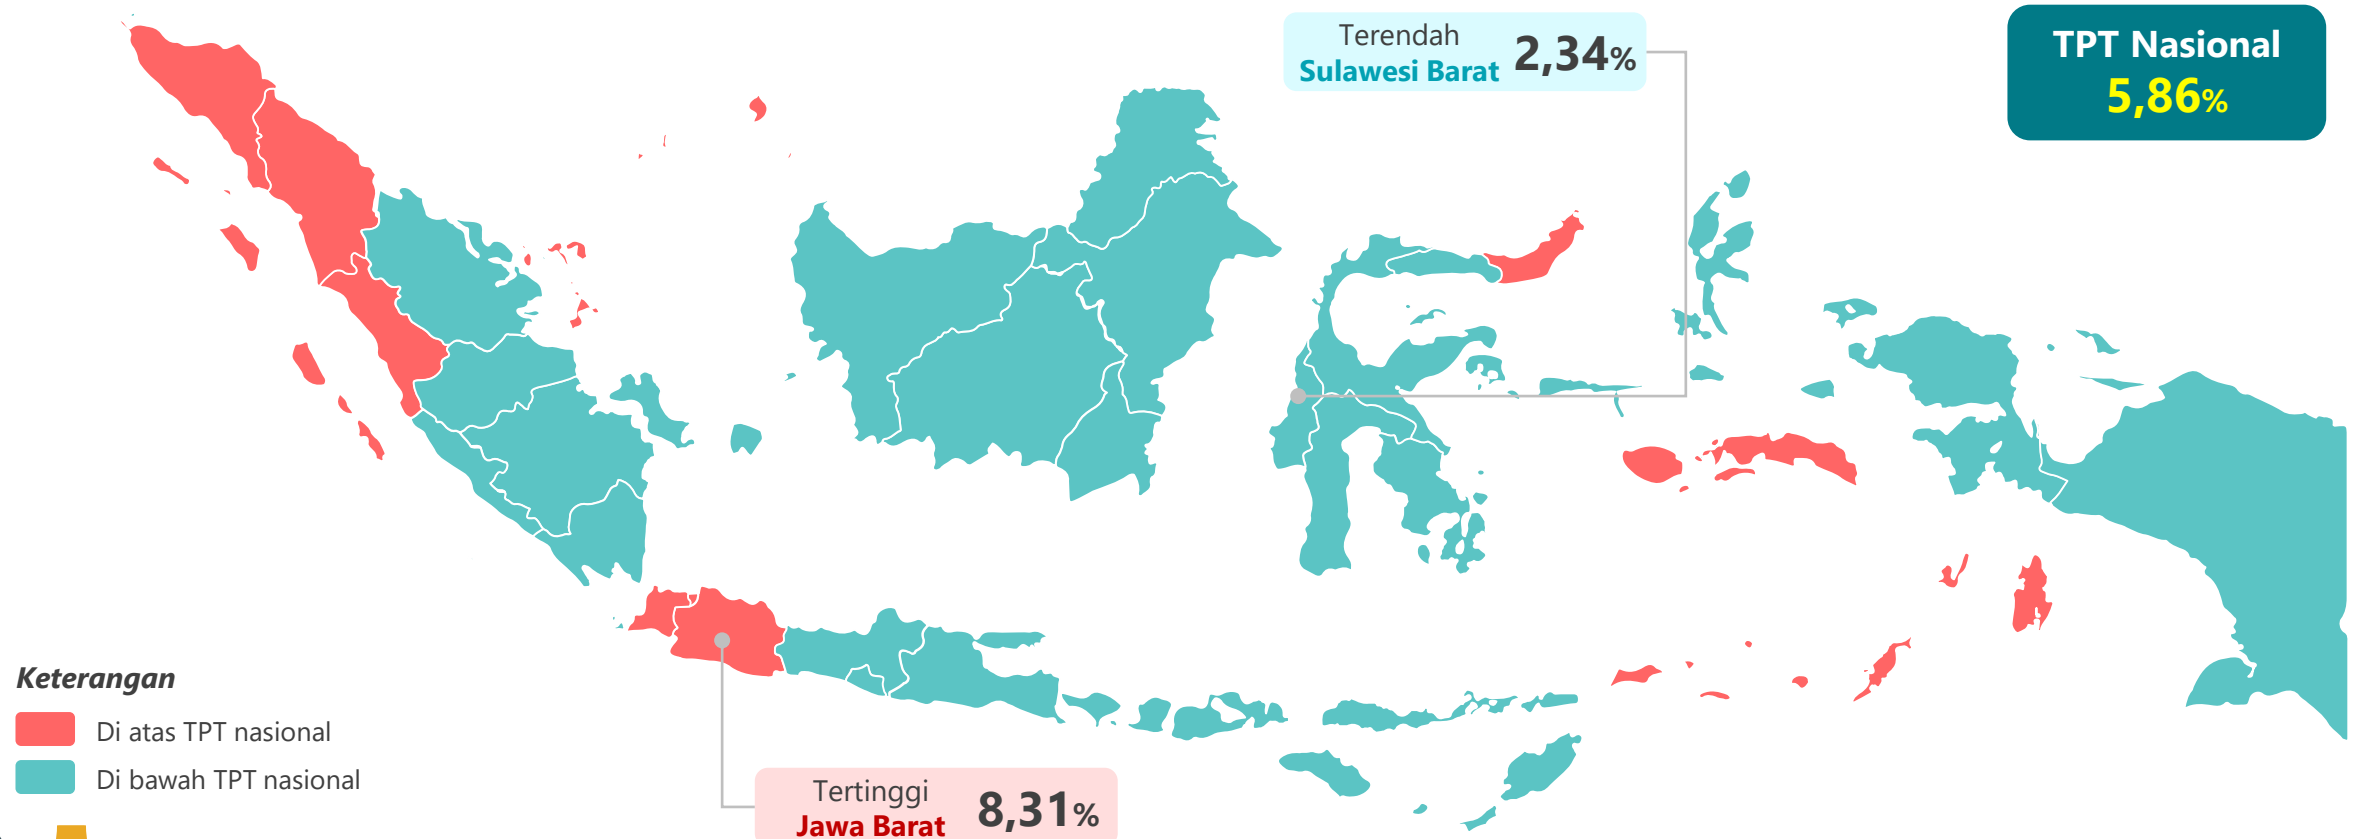 Terendah
Sulawesi Barat
2,34%
TPT Nasional
5,86%
Keterangan
Di atas TPT nasional
Di bawah TPT nasional
Tertinggi
Jawa Barat
8,31%